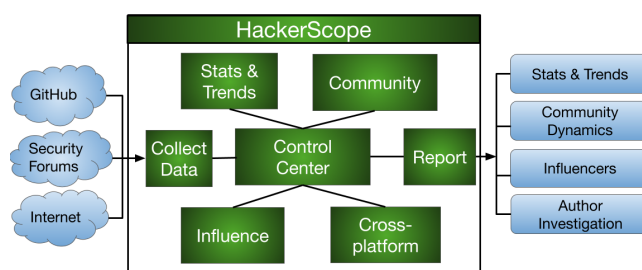 HackerScope
GitHub
Security
Forums
Internet
Stats &
Trends
Community
Collect
Data
Control
Center
Report
Influence
Cross-
platform
Stats & Trends
Community
Dynamics
Influencers
Author
Investigation